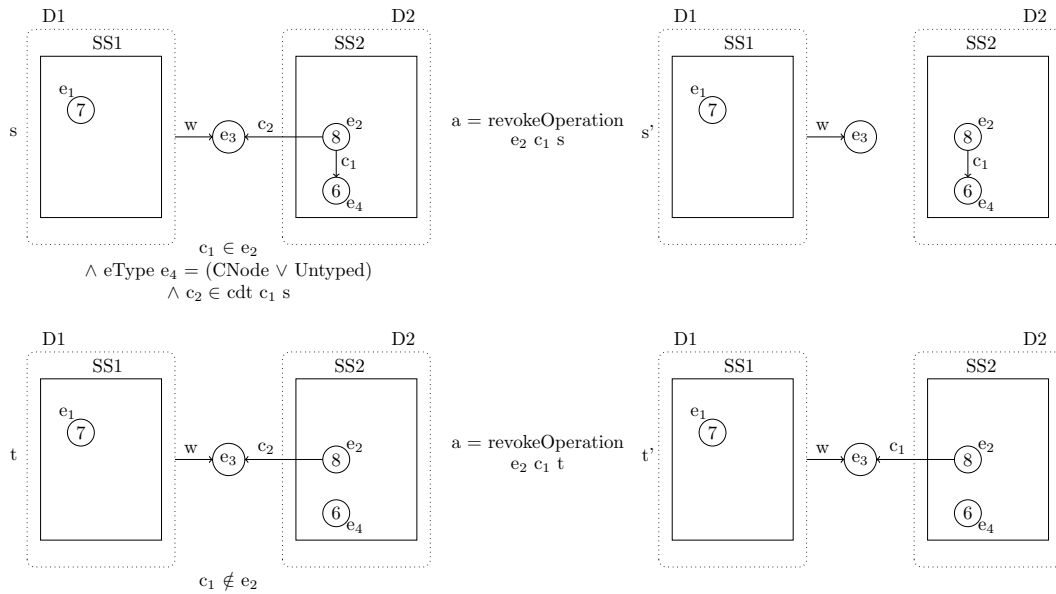 D1
D2
D1
D2
SS1
SS2
SS1
SS2
e1
7
s
w
e3
c2
e2
8
c1
6
e4
a = revokeOperation
e2 c1 s
s'
e1
7
w
e3
e2
8
c1
6
e4
c1 ∈ e2
∧ eType e4 = (CNode ∨ Untyped)
∧ c2 ∈ cdt c1 s
D1
D2
D1
D2
SS1
SS2
SS1
SS2
e1
7
t
w
e3
c2
e2
8
6
e4
a = revokeOperation
e2 c1 t
t'
e1
7
w
e3
c1
e2
8
6
e4
c1 ∉ e2